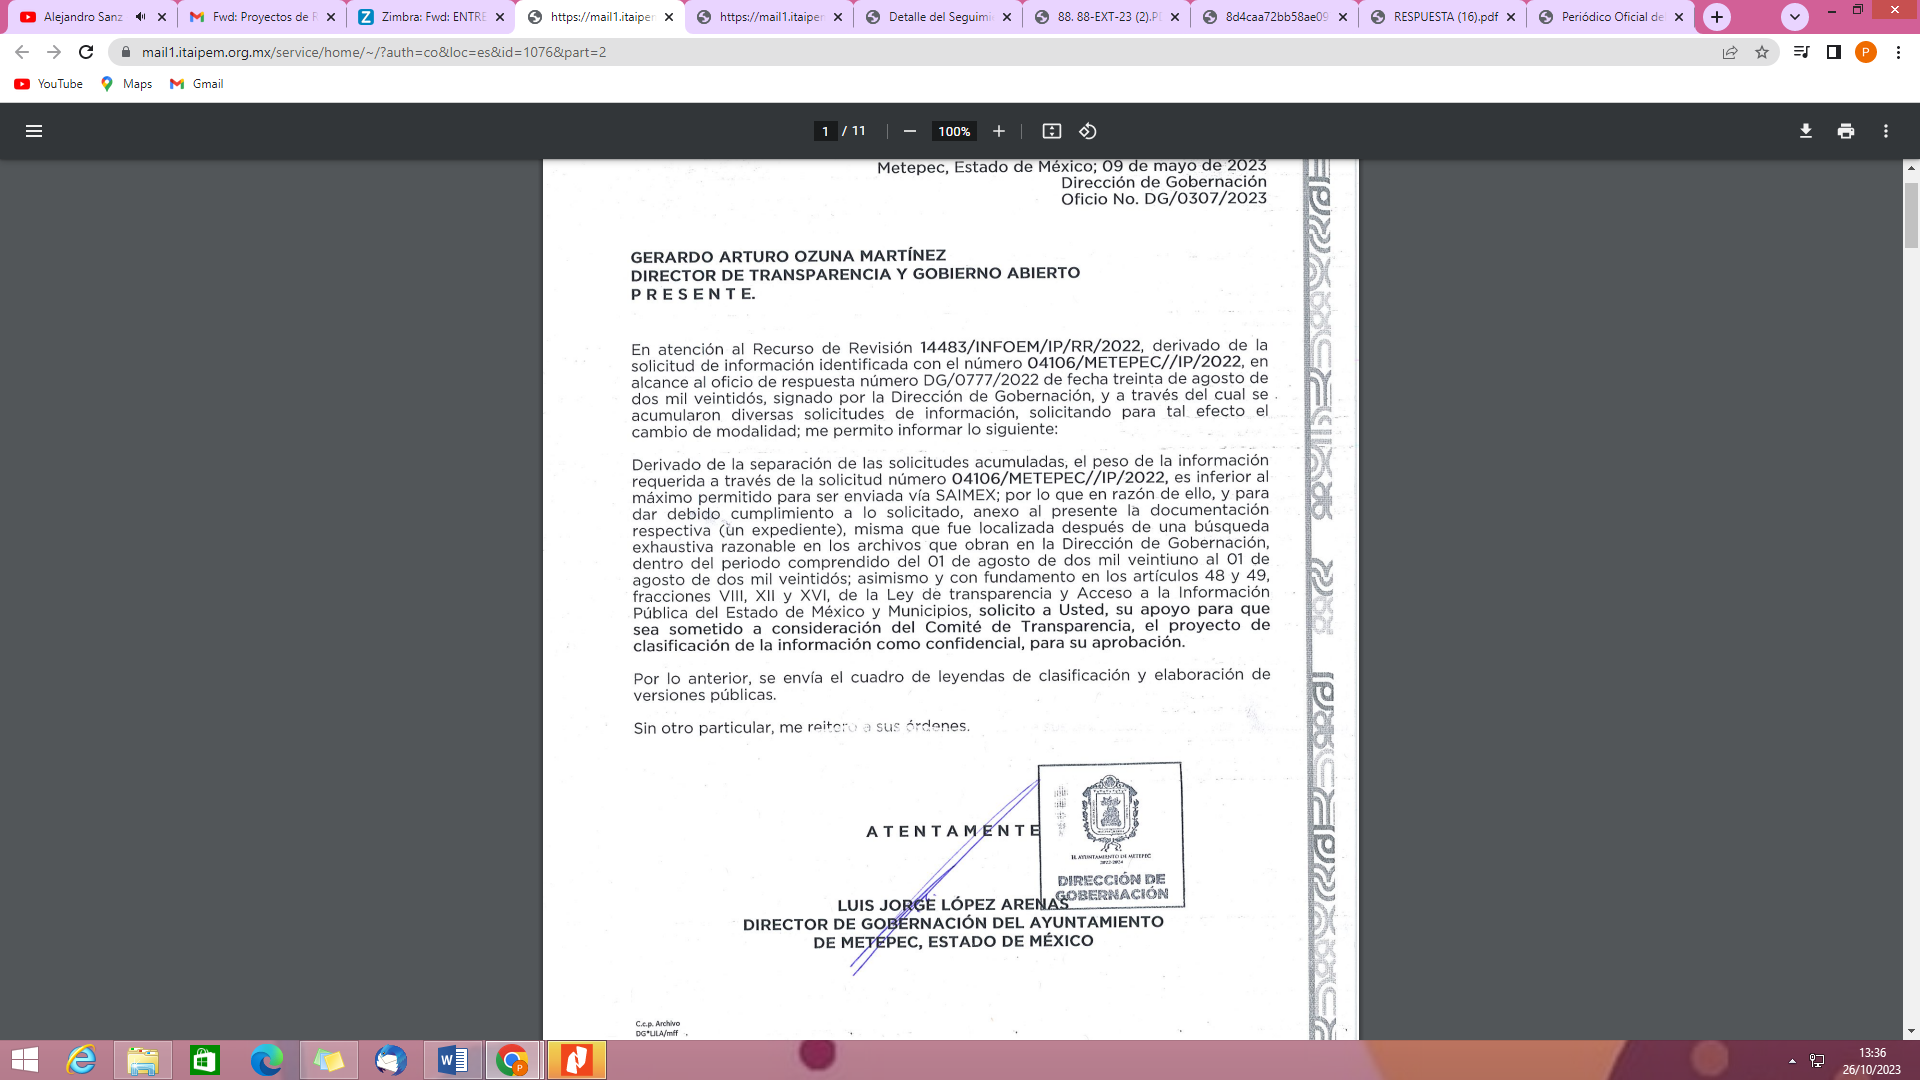 Alejandro Sanz
Fwd: Proyectos de R
Zimbra: Fwd: ENTRE
https://mail1.itaipem
https://mail1.itaipem
Detalle del Seguimi
88. 88-EXT-23 (2).P
8d4caa72bb58ae09
RESPUESTA (16).pdf
Periódico Oficial de
mail1.itaipem.org.mx/service/home/~/?auth=co&loc=es&id=1076&part=2
P
YouTube
Maps
Gmail
1 / 11
100%
Metepec, Estado de México; 09 de mayo de 2023
Dirección de Gobernación
Oficio No. DG/0307/2023
GERARDO ARTURO OZUNA MARTÍNEZ
DIRECTOR DE TRANSPARENCIA Y GOBIERNO ABIERTO
P R E S E N T E.
En atención al Recurso de Revisión 14483/INFOEM/IP/RR/2022, derivado de la
solicitud de información identificada con el número 04106/METEPEC//IP/2022, en
alcance al oficio de respuesta número DG/0777/2022 de fecha treinta de agosto de
dos mil veintidós, signado por la Dirección de Gobernación, y a través del cual se
acumularon diversas solicitudes de información, solicitando para tal efecto el
cambio de modalidad; me permito informar lo siguiente:
Derivado de la separación de las solicitudes acumuladas, el peso de la información
requerida a través de la solicitud número 04106/METEPEC//IP/2022, es inferior al
máximo permitido para ser enviada vía SAIMEX; por lo que en razón de ello, y para
dar debido cumplimiento a lo solicitado, anexo al presente la documentación
respectiva (un expediente), misma que fue localizada después de una búsqueda
exhaustiva razonable en los archivos que obran en la Dirección de Gobernación,
dentro del periodo comprendido del 01 de agosto de dos mil veintiuno al 01 de
agosto de dos mil veintidós; asimismo y con fundamento en los artículos 48 y 49,
fracciones VIII, XII y XVI, de la Ley de transparencia y Acceso a la Información
Pública del Estado de México y Municipios, solicito a Usted, su apoyo para que
sea sometido a consideración del Comité de Transparencia, el proyecto de
clasificación de la información como confidencial, para su aprobación.
Por lo anterior, se envía el cuadro de leyendas de clasificación y elaboración de
versiones públicas.
Sin otro particular, me reitero a sus órdenes.
A T E N T A M E N T E
H. AYUNTAMIENTO DE METEPEC
2022-2024
DIRECCIÓN DE
GOBERNACIÓN
LUIS JORGE LÓPEZ ARENAS
DIRECTOR DE GOBERNACIÓN DEL AYUNTAMIENTO
DE METEPEC, ESTADO DE MÉXICO
C.c.p. Archivo
DG*LJLA/mff
13:36
26/10/2023